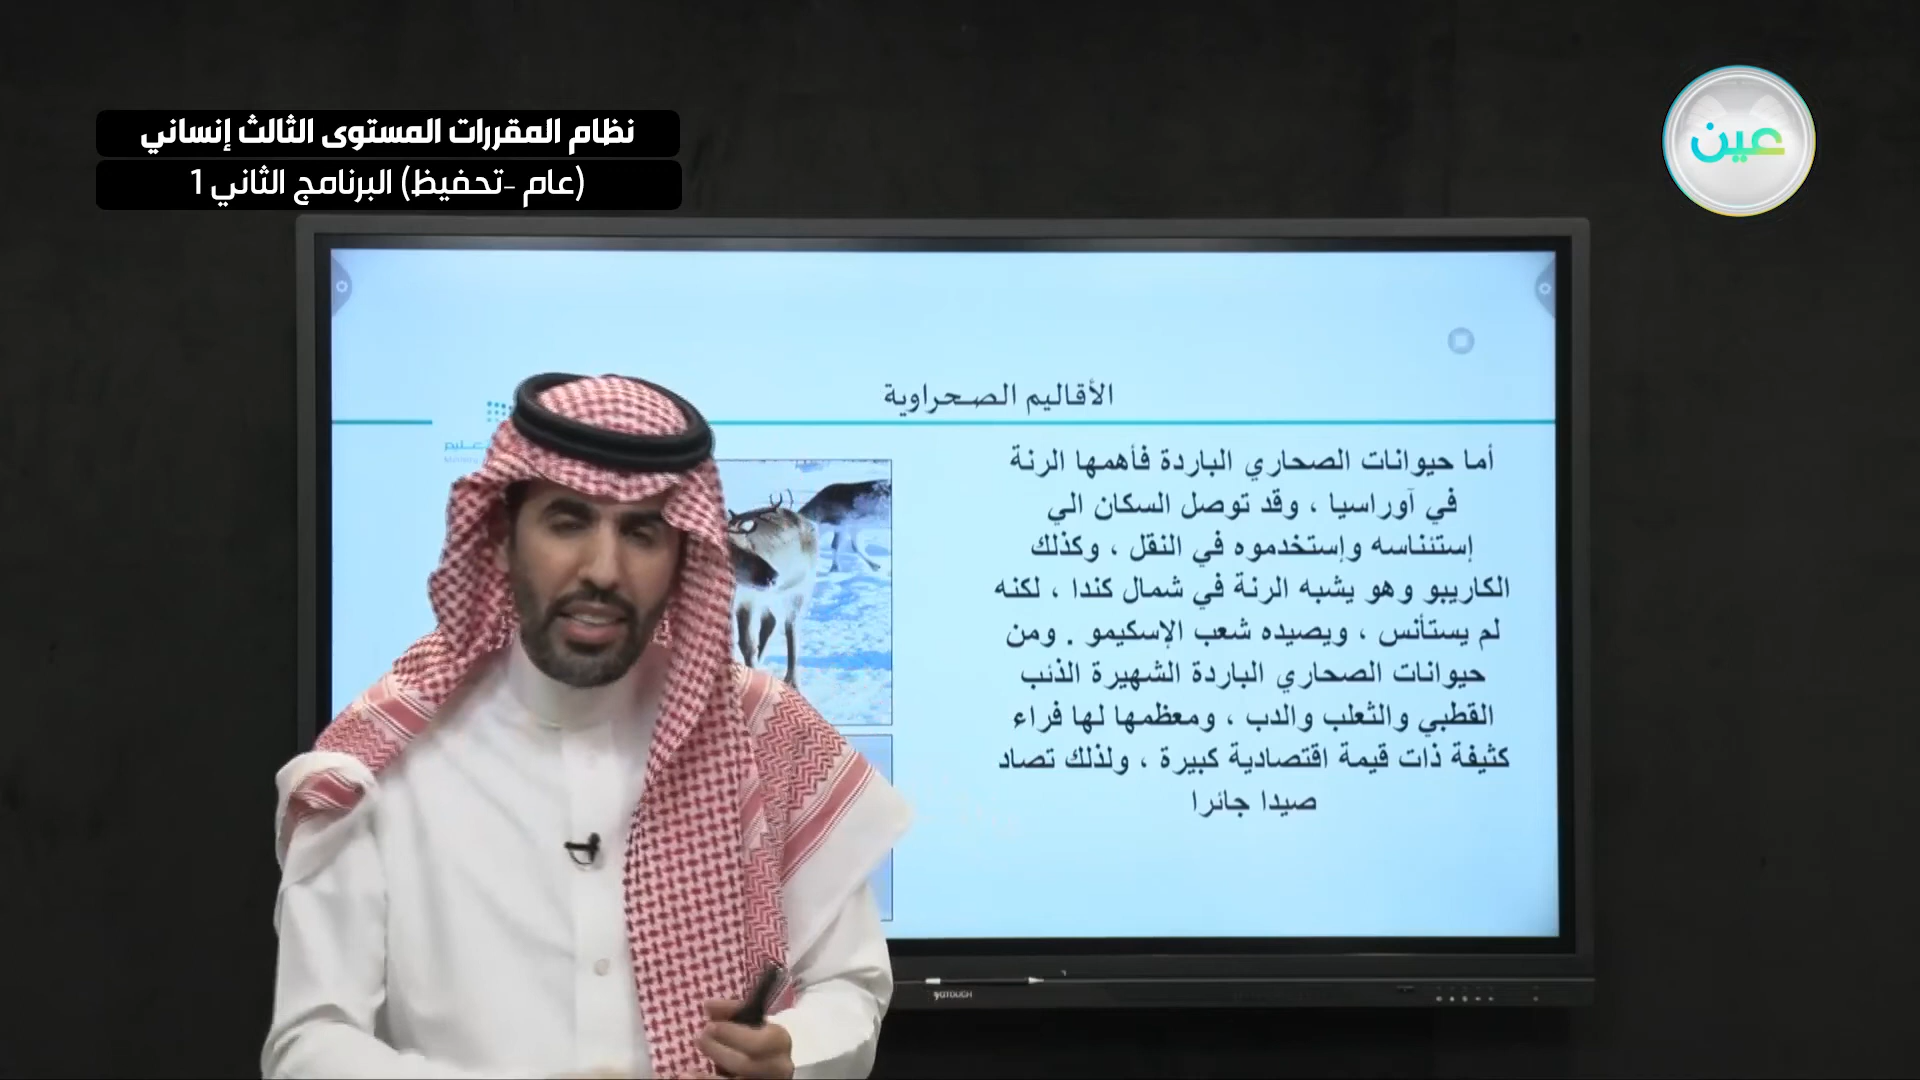 نظام المقررات المستوى الثالث إنساني
(عام -تحفيظ) البرنامج الثاني 1
عين
الأقاليم الصحراوية
أما حيوانات الصحاري الباردة فأهمها الرنة
في آوراسيا ، وقد توصل السكان الي
إستئناسه وإستخدموه في النقل ، وكذلك
الكاريبو وهو يشبه الرنة في شمال كندا ، لكنه
لم يستأنس ، ويصيده شعب الإسكيمو . ومن
حيوانات الصحاري الباردة الشهيرة الذئب
القطبي والثعلب والدب ، ومعظمها لها فراء
كثيفة ذات قيمة اقتصادية كبيرة ، ولذلك تصاد
صيدا جائرا